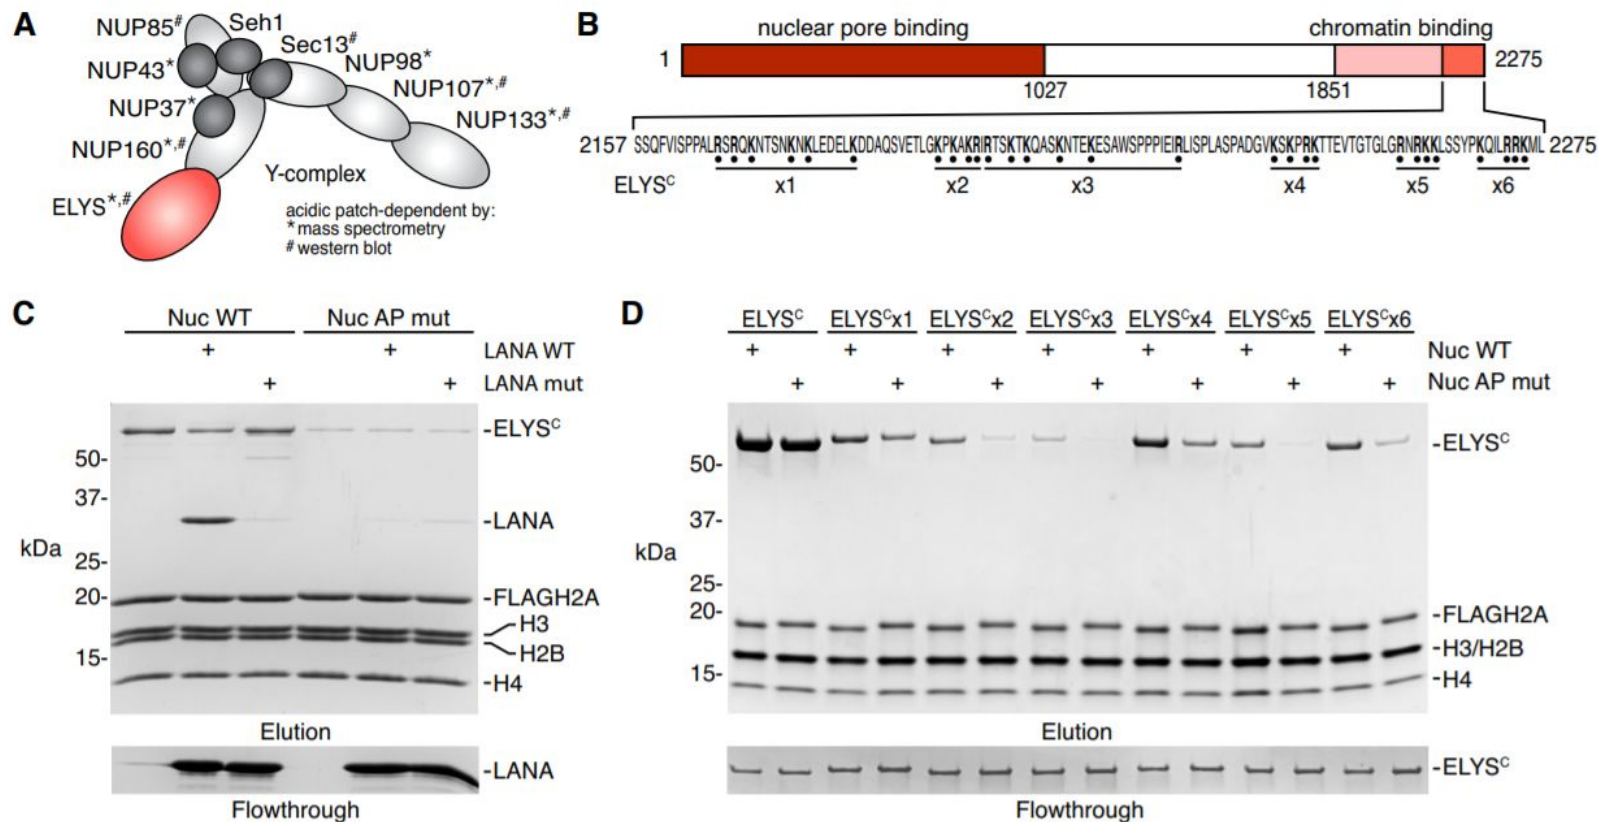 A
NUP85#
Seh1
Sec13#
NUP43*
NUP98*
NUP107*,#
NUP37*
NUP133*,#
NUP160*,#
Y-complex
ELYS*,#
acidic patch-dependent by:
* mass spectrometry
# western blot
B
nuclear pore binding
chromatin binding
1
2275
1027
1851
2157 SSQFVISPPALRSRQKNTSNKNKLEDELKDDAQSVETLGKPKAKRIRTSKTKQASKNTEKESAWSPPPIEIRLISPLASPADGVKSKPRKTTEVTGTGLGRNRKKLSSYPKQILRRKML 2275
ELYSC
x1
x2
x3
x4
x5
x6
C
Nuc WT
Nuc AP mut
+ + LANA WT
+ + LANA mut
-ELYSC
50-
37-
-LANA
kDa
25-
20-
-FLAGH2A
H3
H2B
15-
-H4
Elution
-LANA
Flowthrough
D
ELYSC ELYSCx1 ELYSCx2 ELYSCx3 ELYSCx4 ELYSCx5 ELYSCx6
+ + + + + + + Nuc WT
+ + + + + + + Nuc AP mut
-ELYSC
50-
37-
kDa
25-
20-
-FLAGH2A
-H3/H2B
15-
-H4
Elution
-ELYSC
Flowthrough